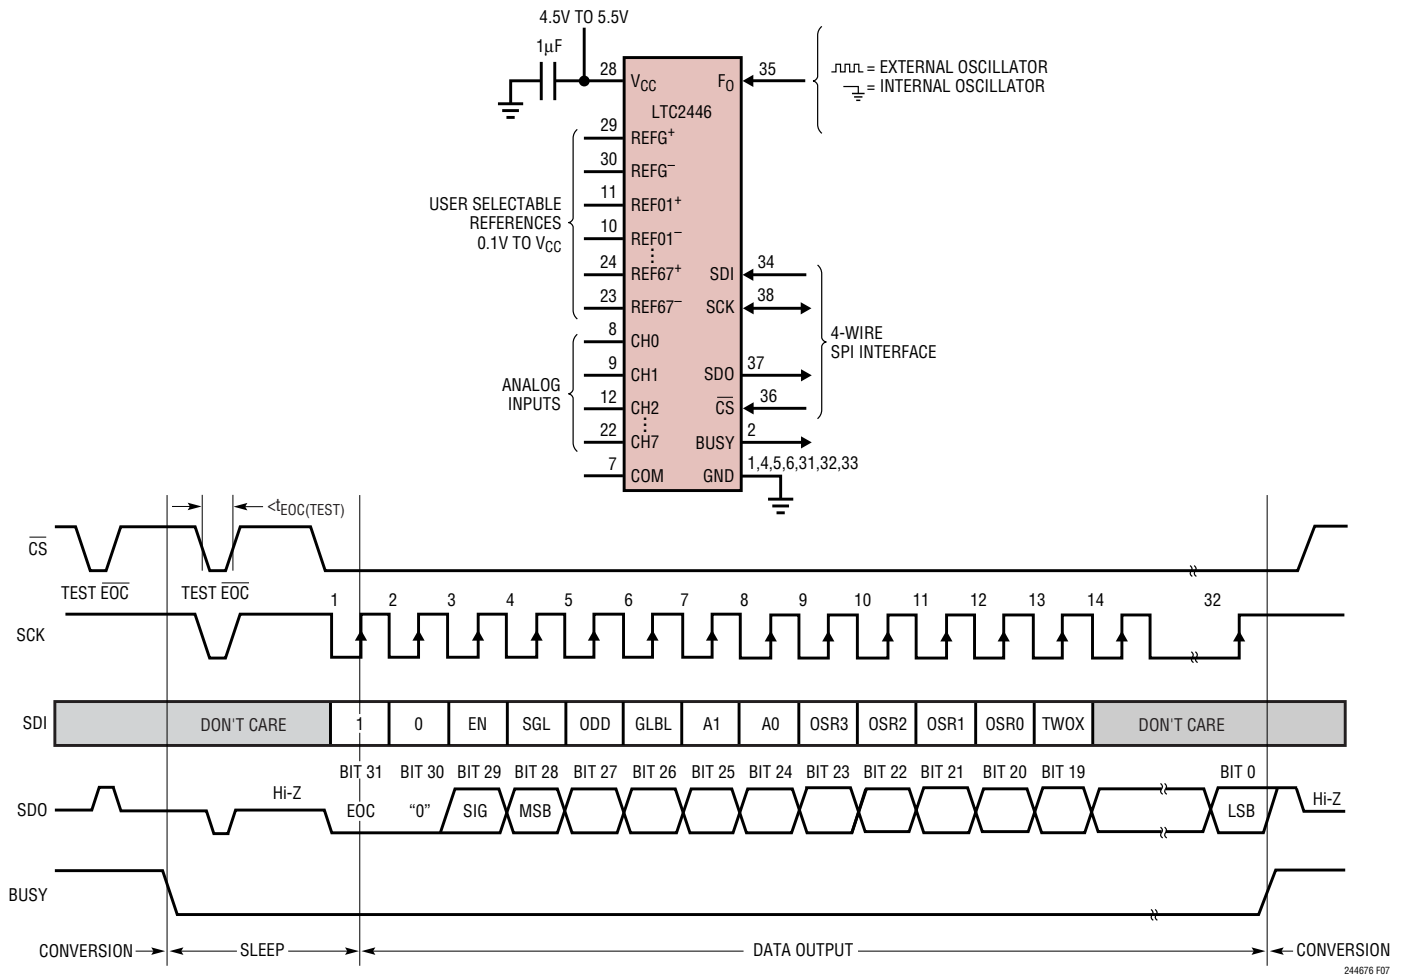 4.5V TO 5.5V
1µF
28
VCC
FO
35
= EXTERNAL OSCILLATOR
= INTERNAL OSCILLATOR
LTC2446
29
REFG+
30
REFG–
11
REF01+
10
REF01–
24
REF67+
23
REF67–
USER SELECTABLE
REFERENCES
0.1V TO VCC
8
CH0
9
CH1
12
CH2
22
CH7
7
COM
ANALOG
INPUTS
SDI
34
SCK
38
SDO
37
CS
36
BUSY
2
GND
1,4,5,6,31,32,33
4-WIRE
SPI INTERFACE
<tEOC(TEST)
CS
TEST EOC
TEST EOC
SCK
1 2 3 4 5 6 7 8 9 10 11 12 13 14 32
SDI
DON'T CARE 1 0 EN SGL ODD GLBL A1 A0 OSR3 OSR2 OSR1 OSR0 TWOX DON'T CARE
BIT 31 BIT 30 BIT 29 BIT 28 BIT 27 BIT 26 BIT 25 BIT 24 BIT 23 BIT 22 BIT 21 BIT 20 BIT 19 BIT 0
SDO
Hi-Z EOC “0” SIG MSB LSB Hi-Z
BUSY
CONVERSION SLEEP DATA OUTPUT CONVERSION
244676 F07